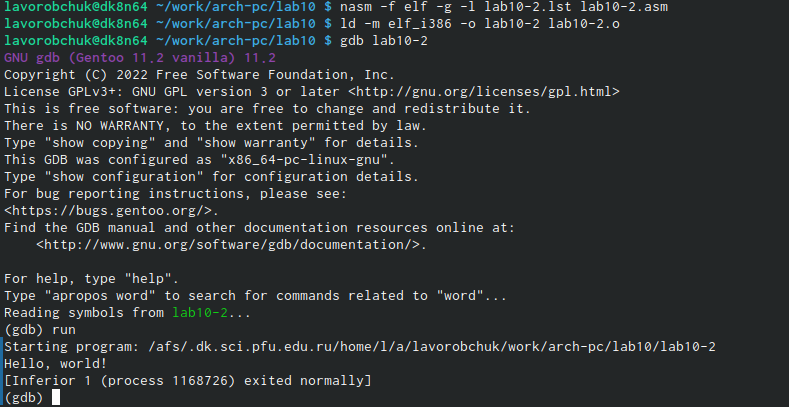 lavorobchuk@dk8n64 ~/work/arch-pc/lab10 $ nasm -f elf -g -l lab10-2.lst lab10-2.asm
lavorobchuk@dk8n64 ~/work/arch-pc/lab10 $ ld -m elf_i386 -o lab10-2 lab10-2.o
lavorobchuk@dk8n64 ~/work/arch-pc/lab10 $ gdb lab10-2
GNU gdb (Gentoo 11.2 vanilla) 11.2
Copyright (C) 2022 Free Software Foundation, Inc.
License GPLv3+: GNU GPL version 3 or later <http://gnu.org/licenses/gpl.html>
This is free software: you are free to change and redistribute it.
There is NO WARRANTY, to the extent permitted by law.
Type "show copying" and "show warranty" for details.
This GDB was configured as "x86_64-pc-linux-gnu".
Type "show configuration" for configuration details.
For bug reporting instructions, please see:
<https://bugs.gentoo.org/>.
Find the GDB manual and other documentation resources online at:
    <http://www.gnu.org/software/gdb/documentation/>.

For help, type "help".
Type "apropos word" to search for commands related to "word"...
Reading symbols from lab10-2...
(gdb) run
Starting program: /afs/.dk.sci.pfu.edu.ru/home/l/a/lavorobchuk/work/arch-pc/lab10/lab10-2
Hello, world!
[Inferior 1 (process 1168726) exited normally]
(gdb)